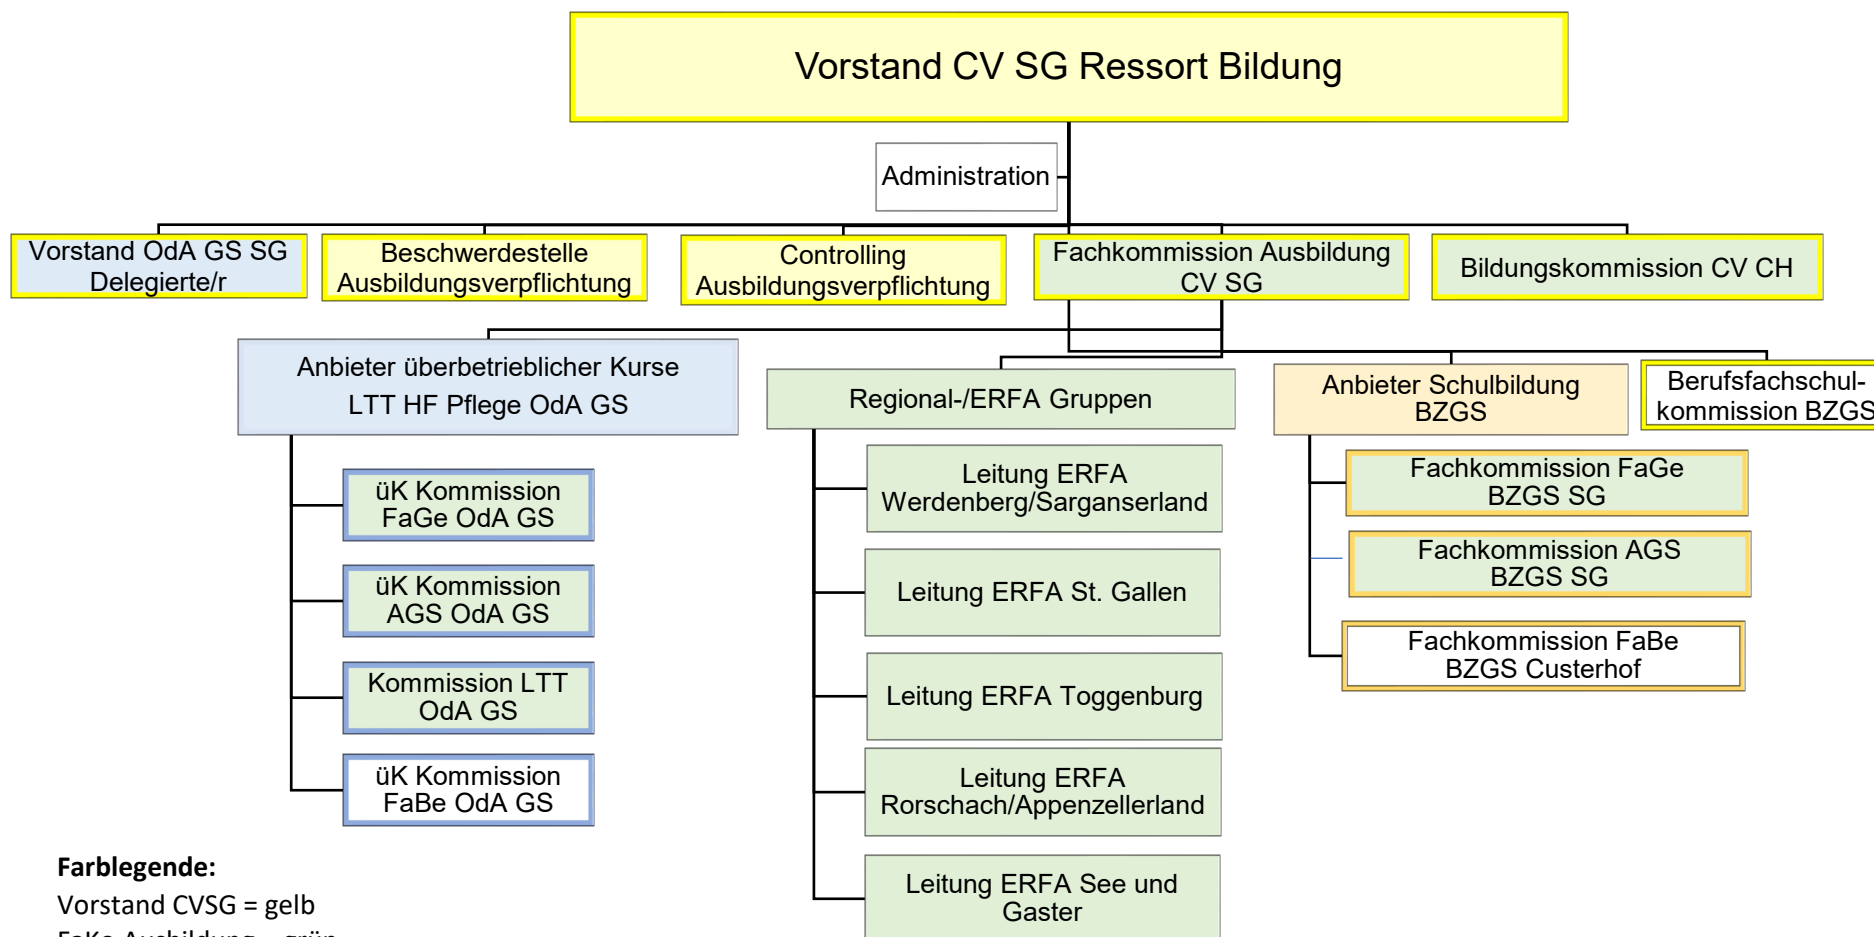 Vorstand CV SG Ressort Bildung
Administration
Vorstand OdA GS SG
Delegierte/r
Beschwerdestelle
Ausbildungsverpflichtung
Controlling
Ausbildungsverpflichtung
Fachkommission Ausbildung
CV SG
Bildungskommission CV CH
Anbieter überbetrieblicher Kurse
LTT HF Pflege OdA GS
Regional-/ERFA Gruppen
Anbieter Schulbildung
BZGS
Berufsfachschul-
kommission BZGS
üK Kommission
FaGe OdA GS
üK Kommission
AGS OdA GS
Kommission LTT
OdA GS
üK Kommission
FaBe OdA GS
Leitung ERFA
Werdenberg/Sarganserland
Leitung ERFA St. Gallen
Leitung ERFA Toggenburg
Leitung ERFA
Rorschach/Appenzellerland
Leitung ERFA See und
Gaster
Fachkommission FaGe
BZGS SG
Fachkommission AGS
BZGS SG
Fachkommission FaBe
BZGS Custerhof
Farblegende:
Vorstand CVSG = gelb
FaKo Ausbildung = grün